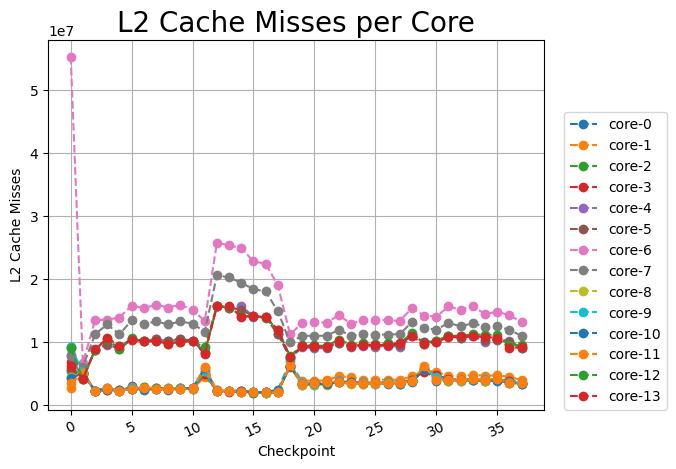 L2 Cache Misses per Core
1e7
5
4
3
2
1
0
L2 Cache Misses
0
5
10
15
20
25
30
35
Checkpoint
core-0
core-1
core-2
core-3
core-4
core-5
core-6
core-7
core-8
core-9
core-10
core-11
core-12
core-13